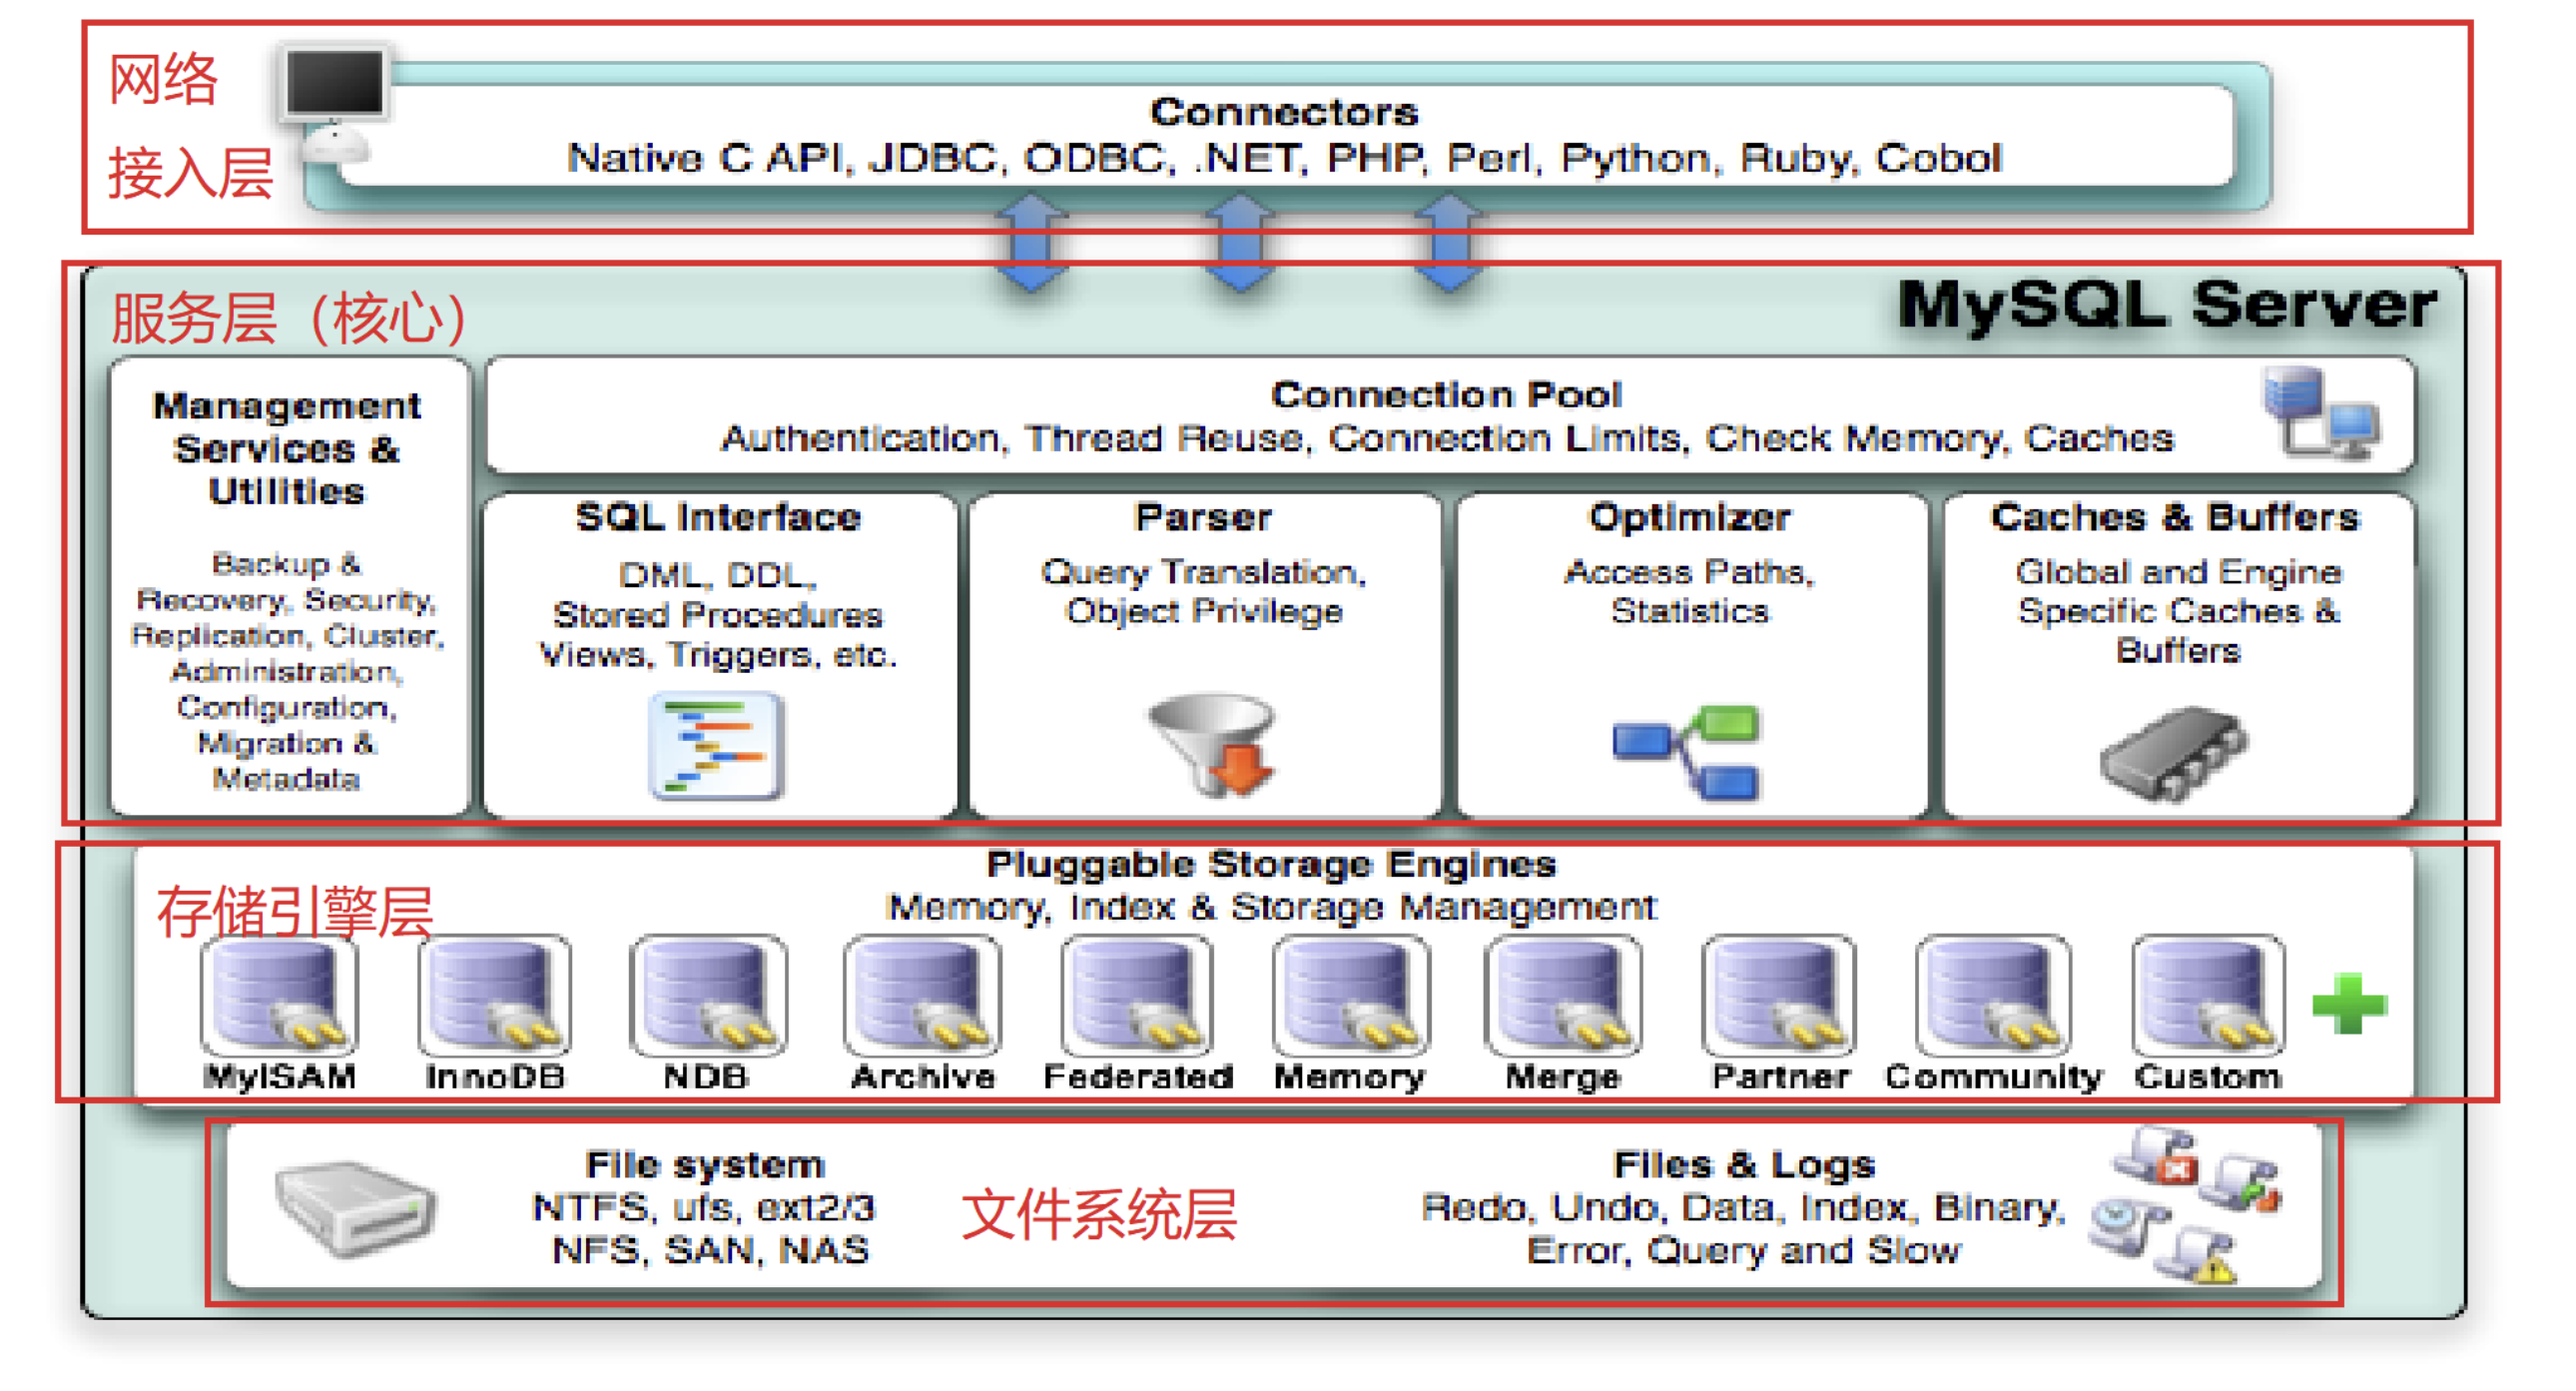 网络
接入层
Connectors
Native C API, JDBC, ODBC, .NET, PHP, Perl, Python, Ruby, Cobol
服务层（核心）
MySQL Server
Management
Services &
Utilities
Backup &
Recovery, Security,
Replication, Cluster,
Administration,
Configuration,
Migration &
Metadata
Connection Pool
Authentication, Thread Reuse, Connection Limits, Check Memory, Caches
SQL Interface
DML, DDL,
Stored Procedures
Views, Triggers, etc.
Parser
Query Translation,
Object Privilege
Optimizer
Access Paths,
Statistics
Caches & Buffers
Global and Engine
Specific Caches &
Buffers
存储引擎层
Pluggable Storage Engines
Memory, Index & Storage Management
MyISAM
InnoDB
NDB
Archive
Federated
Memory
Merge
Partner
Community
Custom
File system
NTFS, ufs, ext2/3
NFS, SAN, NAS
文件系统层
Files & Logs
Redo, Undo, Data, Index, Binary,
Error, Query and Slow